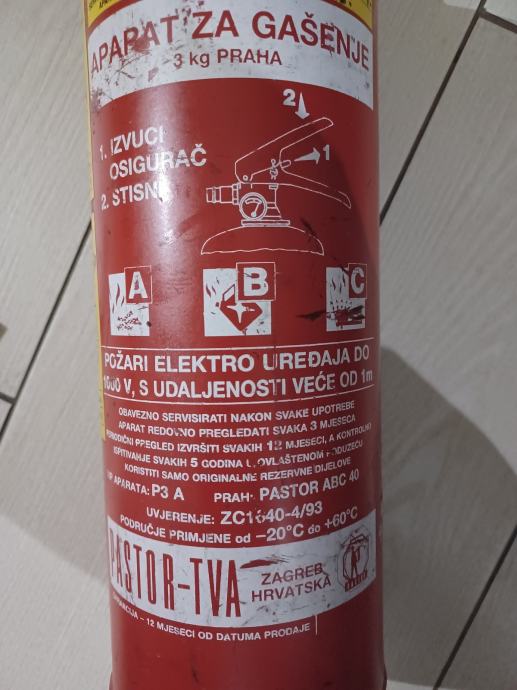 APARAT ZA GAŠENJE
3 kg PRAHA
2
1
1. IZVUCI
OSIGURAČ
2. STISNI
A
B
C
POŽARI ELEKTRO UREĐAJA DO
1000 V, S UDALJENOSTI VEĆE OD 1m
OBAVEZNO SERVISIRATI NAKON SVAKE UPOTREBE
APARAT REDOVNO PREGLEDATI SVAKA 3 MJESECA
PERIODIČNI PREGLED IZVRŠITI SVAKIH 12 MJESECI, A KONTROLNO
ISPITIVANJE SVAKIH 5 GODINA U OVLAŠTENOM PODUZEĆU
KORISTITI SAMO ORIGINALNE REZERVNE DIJELOVE
TIP APARATA: P3 A PRAH: PASTOR ABC 40
UVJERENJE: ZC1640-4/93
PODRUČJE PRIMJENE od −20°C do +60°C
PASTOR-TVA
ZAGREB
HRVATSKA
GARANCIJA – 12 MJESECI OD DATUMA PRODAJE